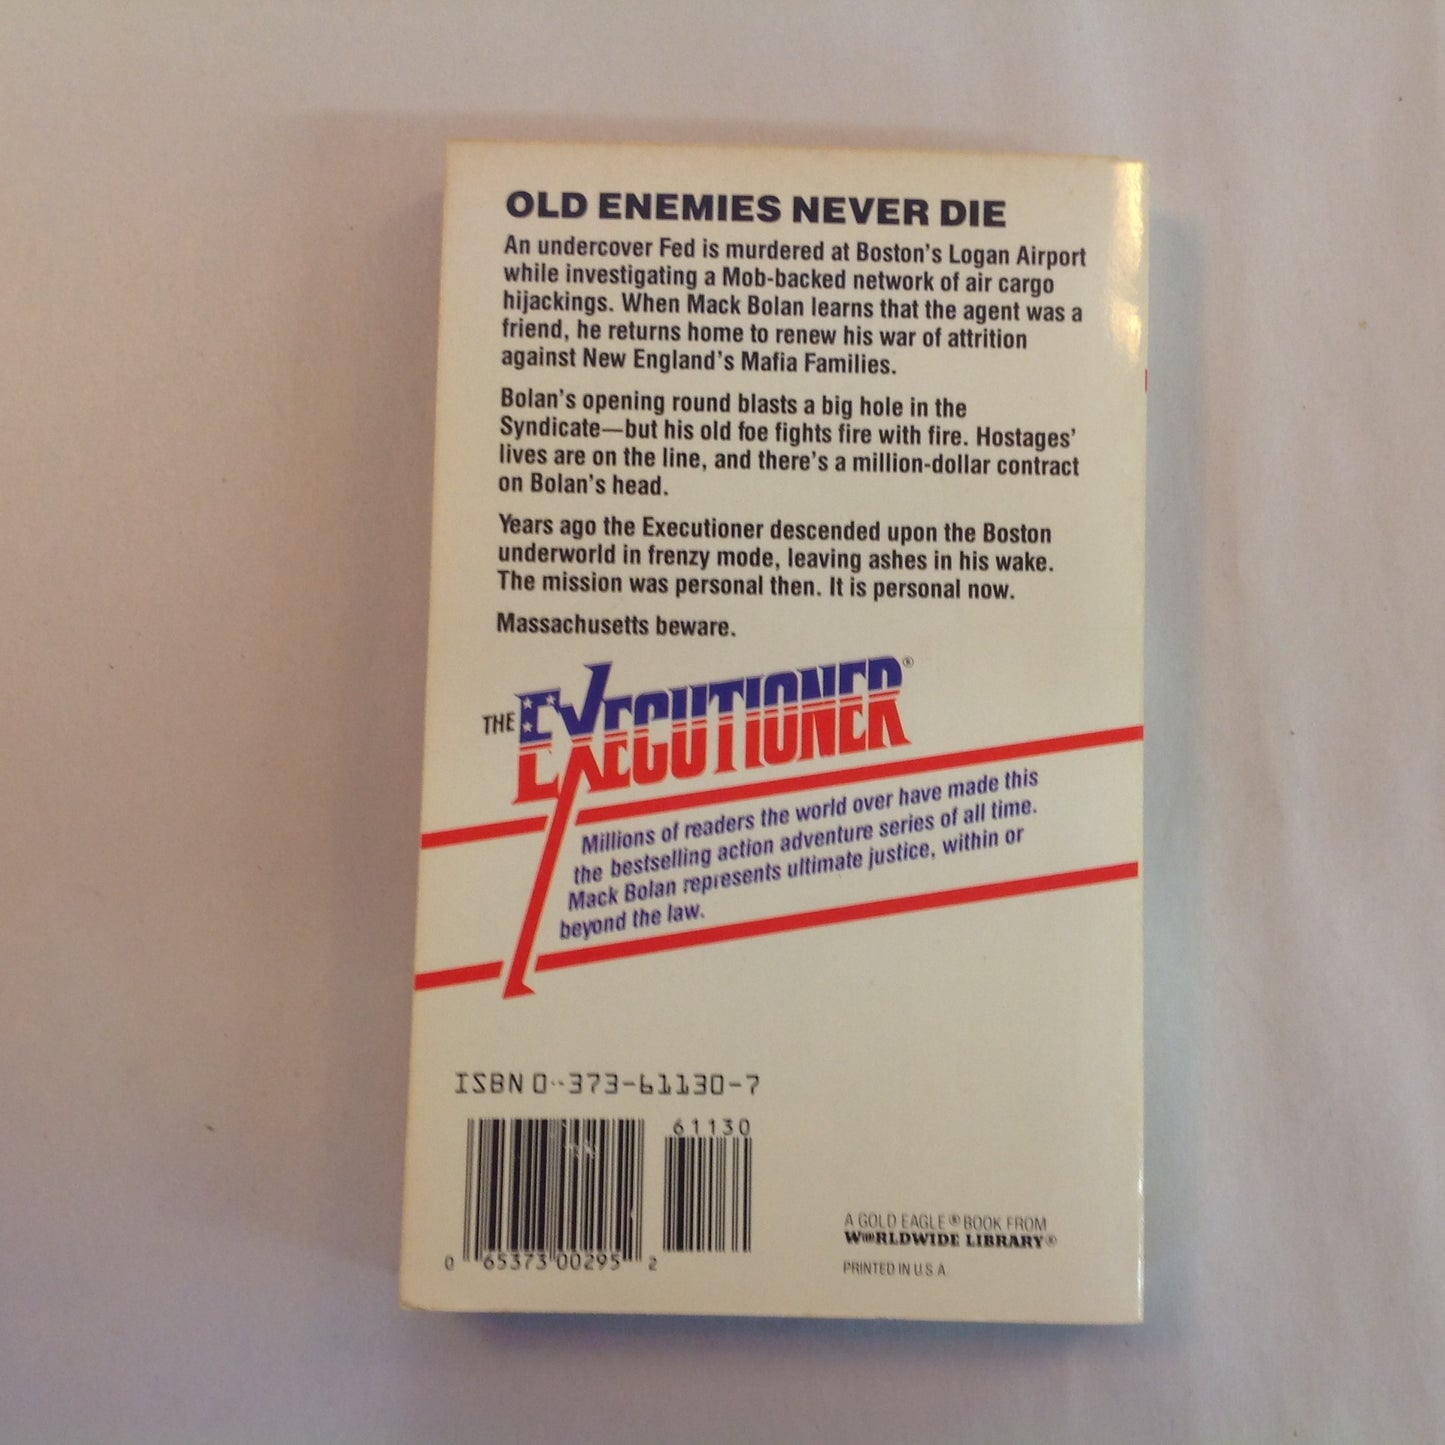 OLD ENEMIES NEVER DIE
An undercover Fed is murdered at Boston's Logan Airport
while investigating a Mob-backed network of air cargo
hijackings. When Mack Bolan learns that the agent was a
friend, he returns home to renew his war of attrition
against New England's Mafia Families.
Bolan's opening round blasts a big hole in the
Syndicate—but his old foe fights fire with fire. Hostages'
lives are on the line, and there's a million-dollar contract
on Bolan's head.
Years ago the Executioner descended upon the Boston
underworld in frenzy mode, leaving ashes in his wake.
The mission was personal then. It is personal now.
Massachusetts beware.
THE EXECUTIONER®
Millions of readers the world over have made this
the bestselling action adventure series of all time.
Mack Bolan represents ultimate justice, within or
beyond the law.
ISBN 0-373-61130-7
61130
0 65373 00295 2
A GOLD EAGLE® BOOK FROM
WORLDWIDE LIBRARY®
PRINTED IN U.S.A.